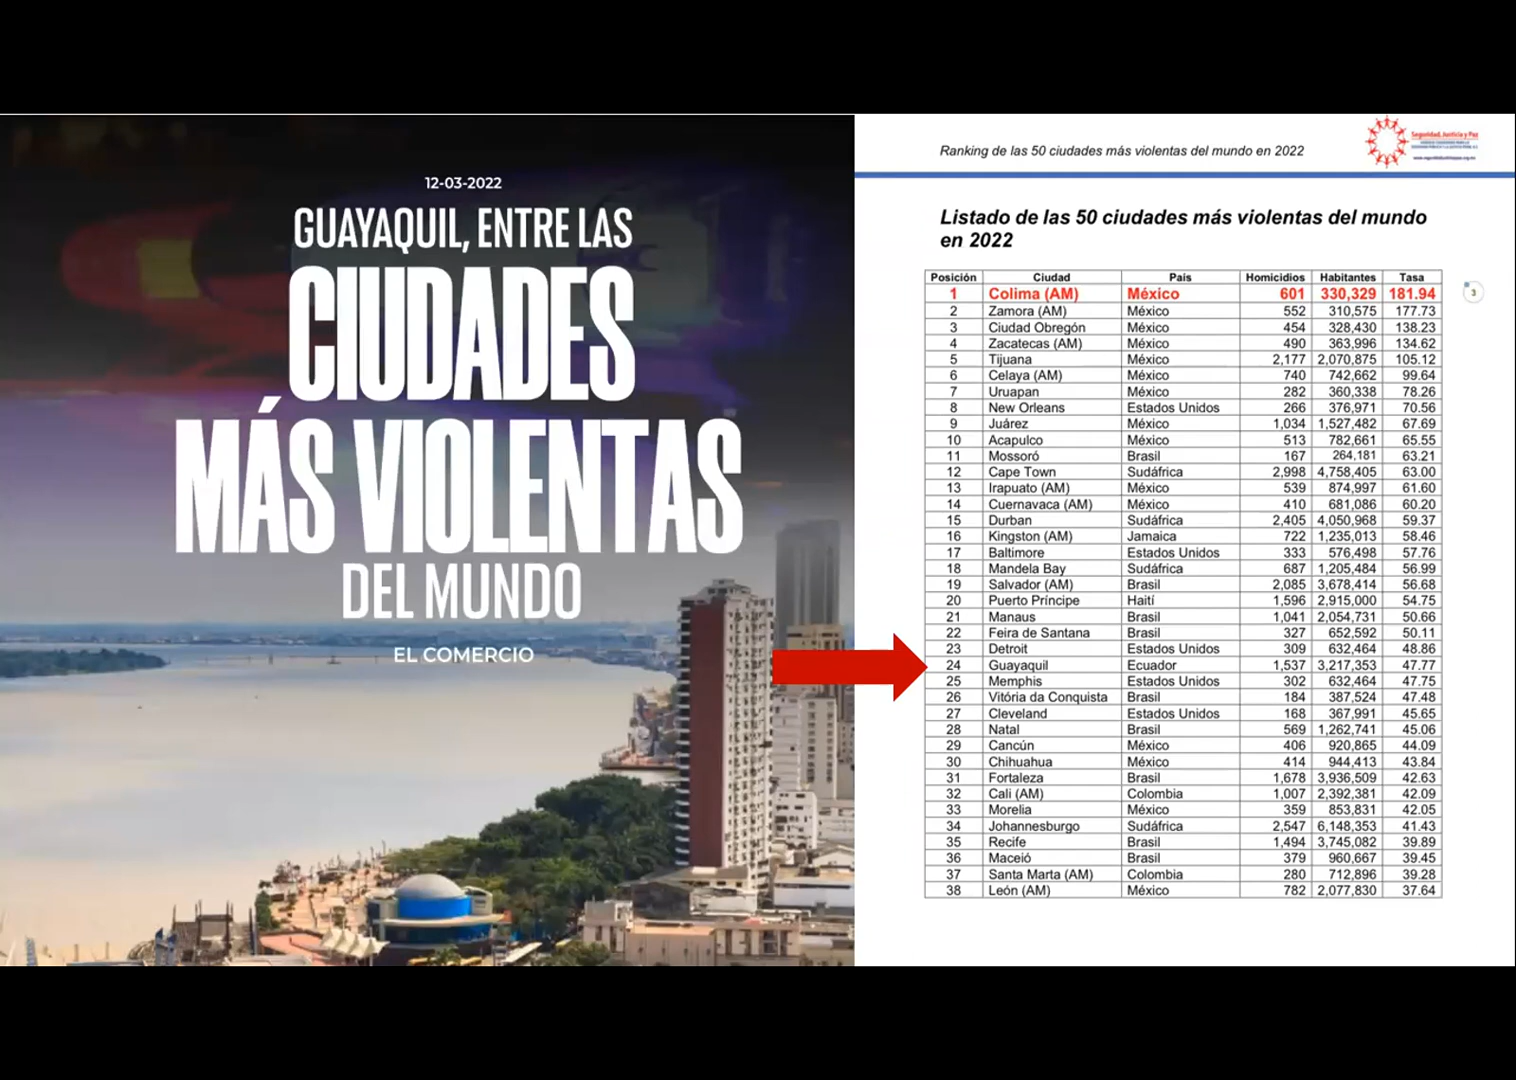 12-03-2022
GUAYAQUIL, ENTRE LAS
CIUDADES
MÁS VIOLENTAS
DEL MUNDO
EL COMERCIO
Ranking de las 50 ciudades más violentas del mundo en 2022
Seguridad, Justicia y Paz
Listado de las 50 ciudades más violentas del mundo
en 2022
Posición Ciudad País Homicidios Habitantes Tasa
1 Colima (AM) México 601 330,329 181.94
3
2 Zamora (AM) México 552 310,575 177.73
3 Ciudad Obregón México 454 328,430 138.23
4 Zacatecas (AM) México 490 363,996 134.62
5 Tijuana México 2,177 2,070,875 105.12
6 Celaya (AM) México 740 742,662 99.64
7 Uruapan México 282 360,338 78.26
8 New Orleans Estados Unidos 266 376,971 70.56
9 Juárez México 1,034 1,527,482 67.69
10 Acapulco México 513 782,661 65.55
11 Mossoró Brasil 167 264,181 63.21
12 Cape Town Sudáfrica 2,998 4,758,405 63.00
13 Irapuato (AM) México 539 874,997 61.60
14 Cuernavaca (AM) México 410 681,086 60.20
15 Durban Sudáfrica 2,405 4,050,968 59.37
16 Kingston (AM) Jamaica 722 1,235,013 58.46
17 Baltimore Estados Unidos 333 576,498 57.76
18 Mandela Bay Sudáfrica 687 1,205,484 56.99
19 Salvador (AM) Brasil 2,085 3,678,414 56.68
20 Puerto Príncipe Haití 1,596 2,915,000 54.75
21 Manaus Brasil 1,041 2,054,731 50.66
22 Feira de Santana Brasil 327 652,592 50.11
23 Detroit Estados Unidos 309 632,464 48.86
24 Guayaquil Ecuador 1,537 3,217,353 47.77
25 Memphis Estados Unidos 302 632,464 47.75
26 Vitória da Conquista Brasil 184 387,524 47.48
27 Cleveland Estados Unidos 168 367,991 45.65
28 Natal Brasil 569 1,262,741 45.06
29 Cancún México 406 920,865 44.09
30 Chihuahua México 414 944,413 43.84
31 Fortaleza Brasil 1,678 3,936,509 42.63
32 Cali (AM) Colombia 1,007 2,392,381 42.09
33 Morelia México 359 853,831 42.05
34 Johannesburgo Sudáfrica 2,547 6,148,353 41.43
35 Recife Brasil 1,494 3,745,082 39.89
36 Maceió Brasil 379 960,667 39.45
37 Santa Marta (AM) Colombia 280 712,896 39.28
38 León (AM) México 782 2,077,830 37.64